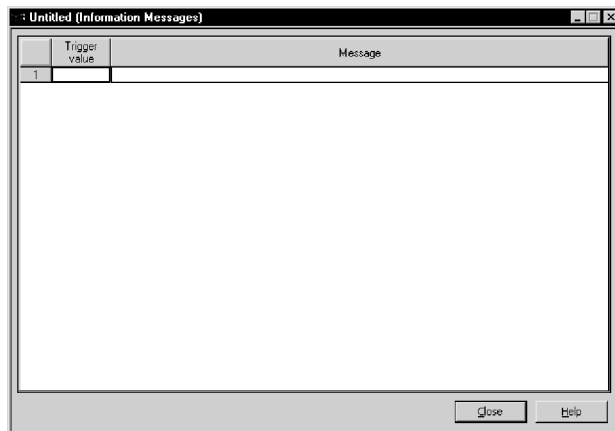 Untitled (Information Messages)
Trigger value
Message
1
Close
Help